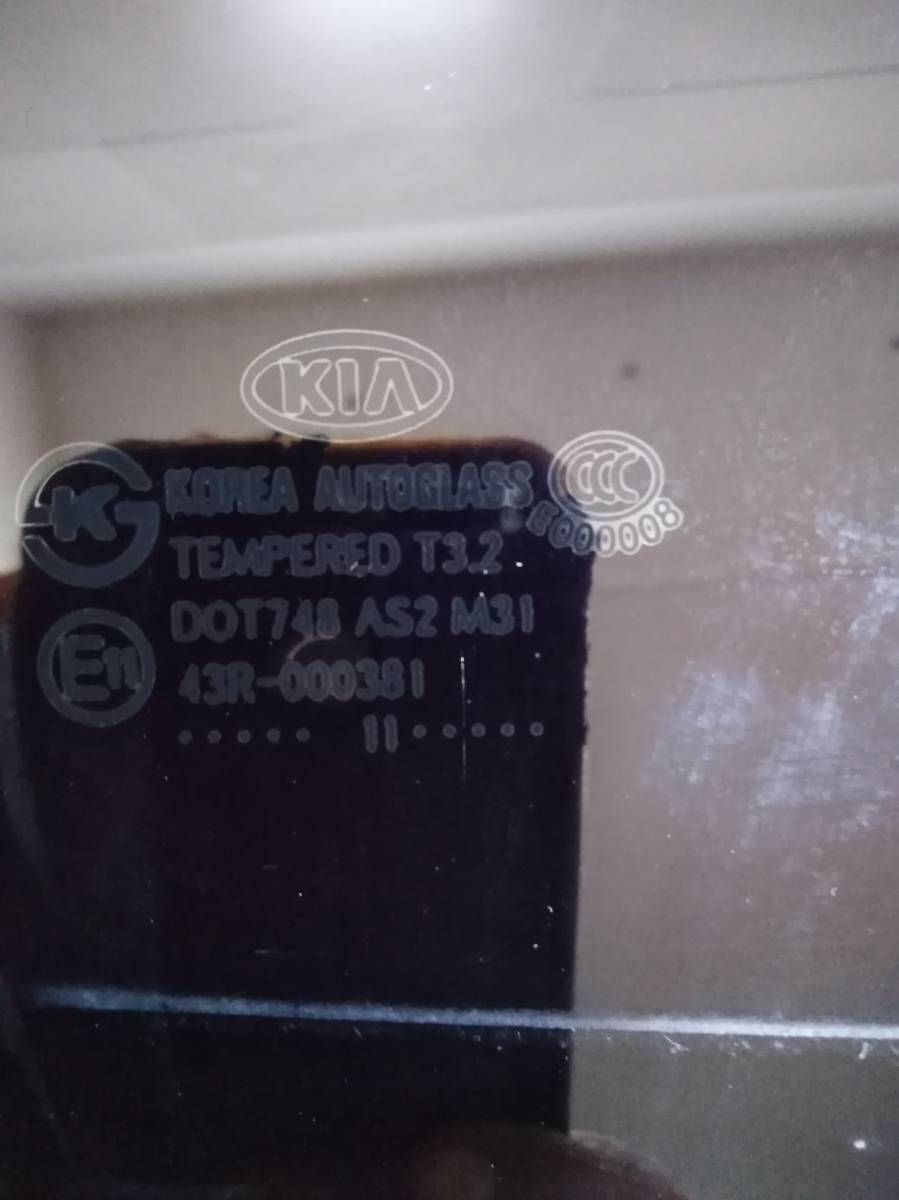 KIA
KOREA AUTOGLASS
CCC
E000008
K
TEMPERED T3.2
DOT748 AS2 M31
E11
43R-000381
..... 11.....